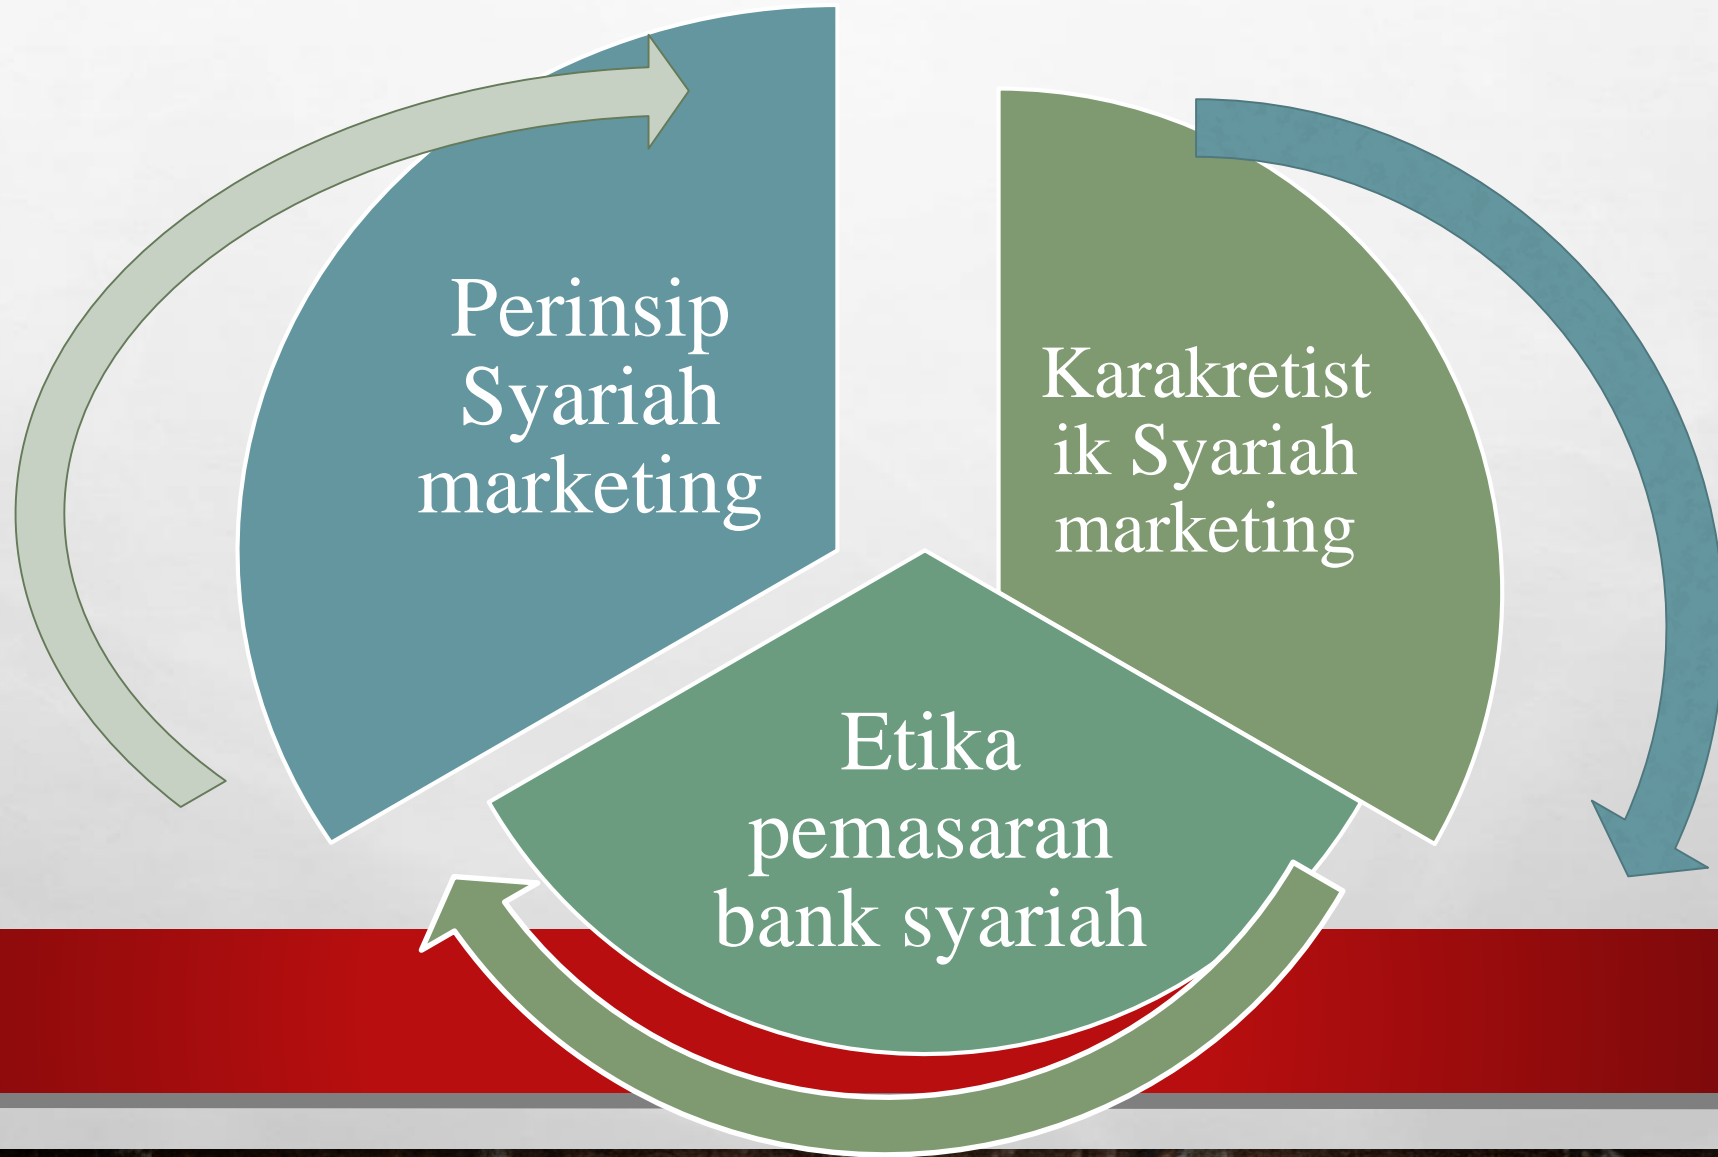 Perinsip
Syariah
marketing
Karakretist
ik Syariah
marketing
Etika
pemasaran
bank syariah